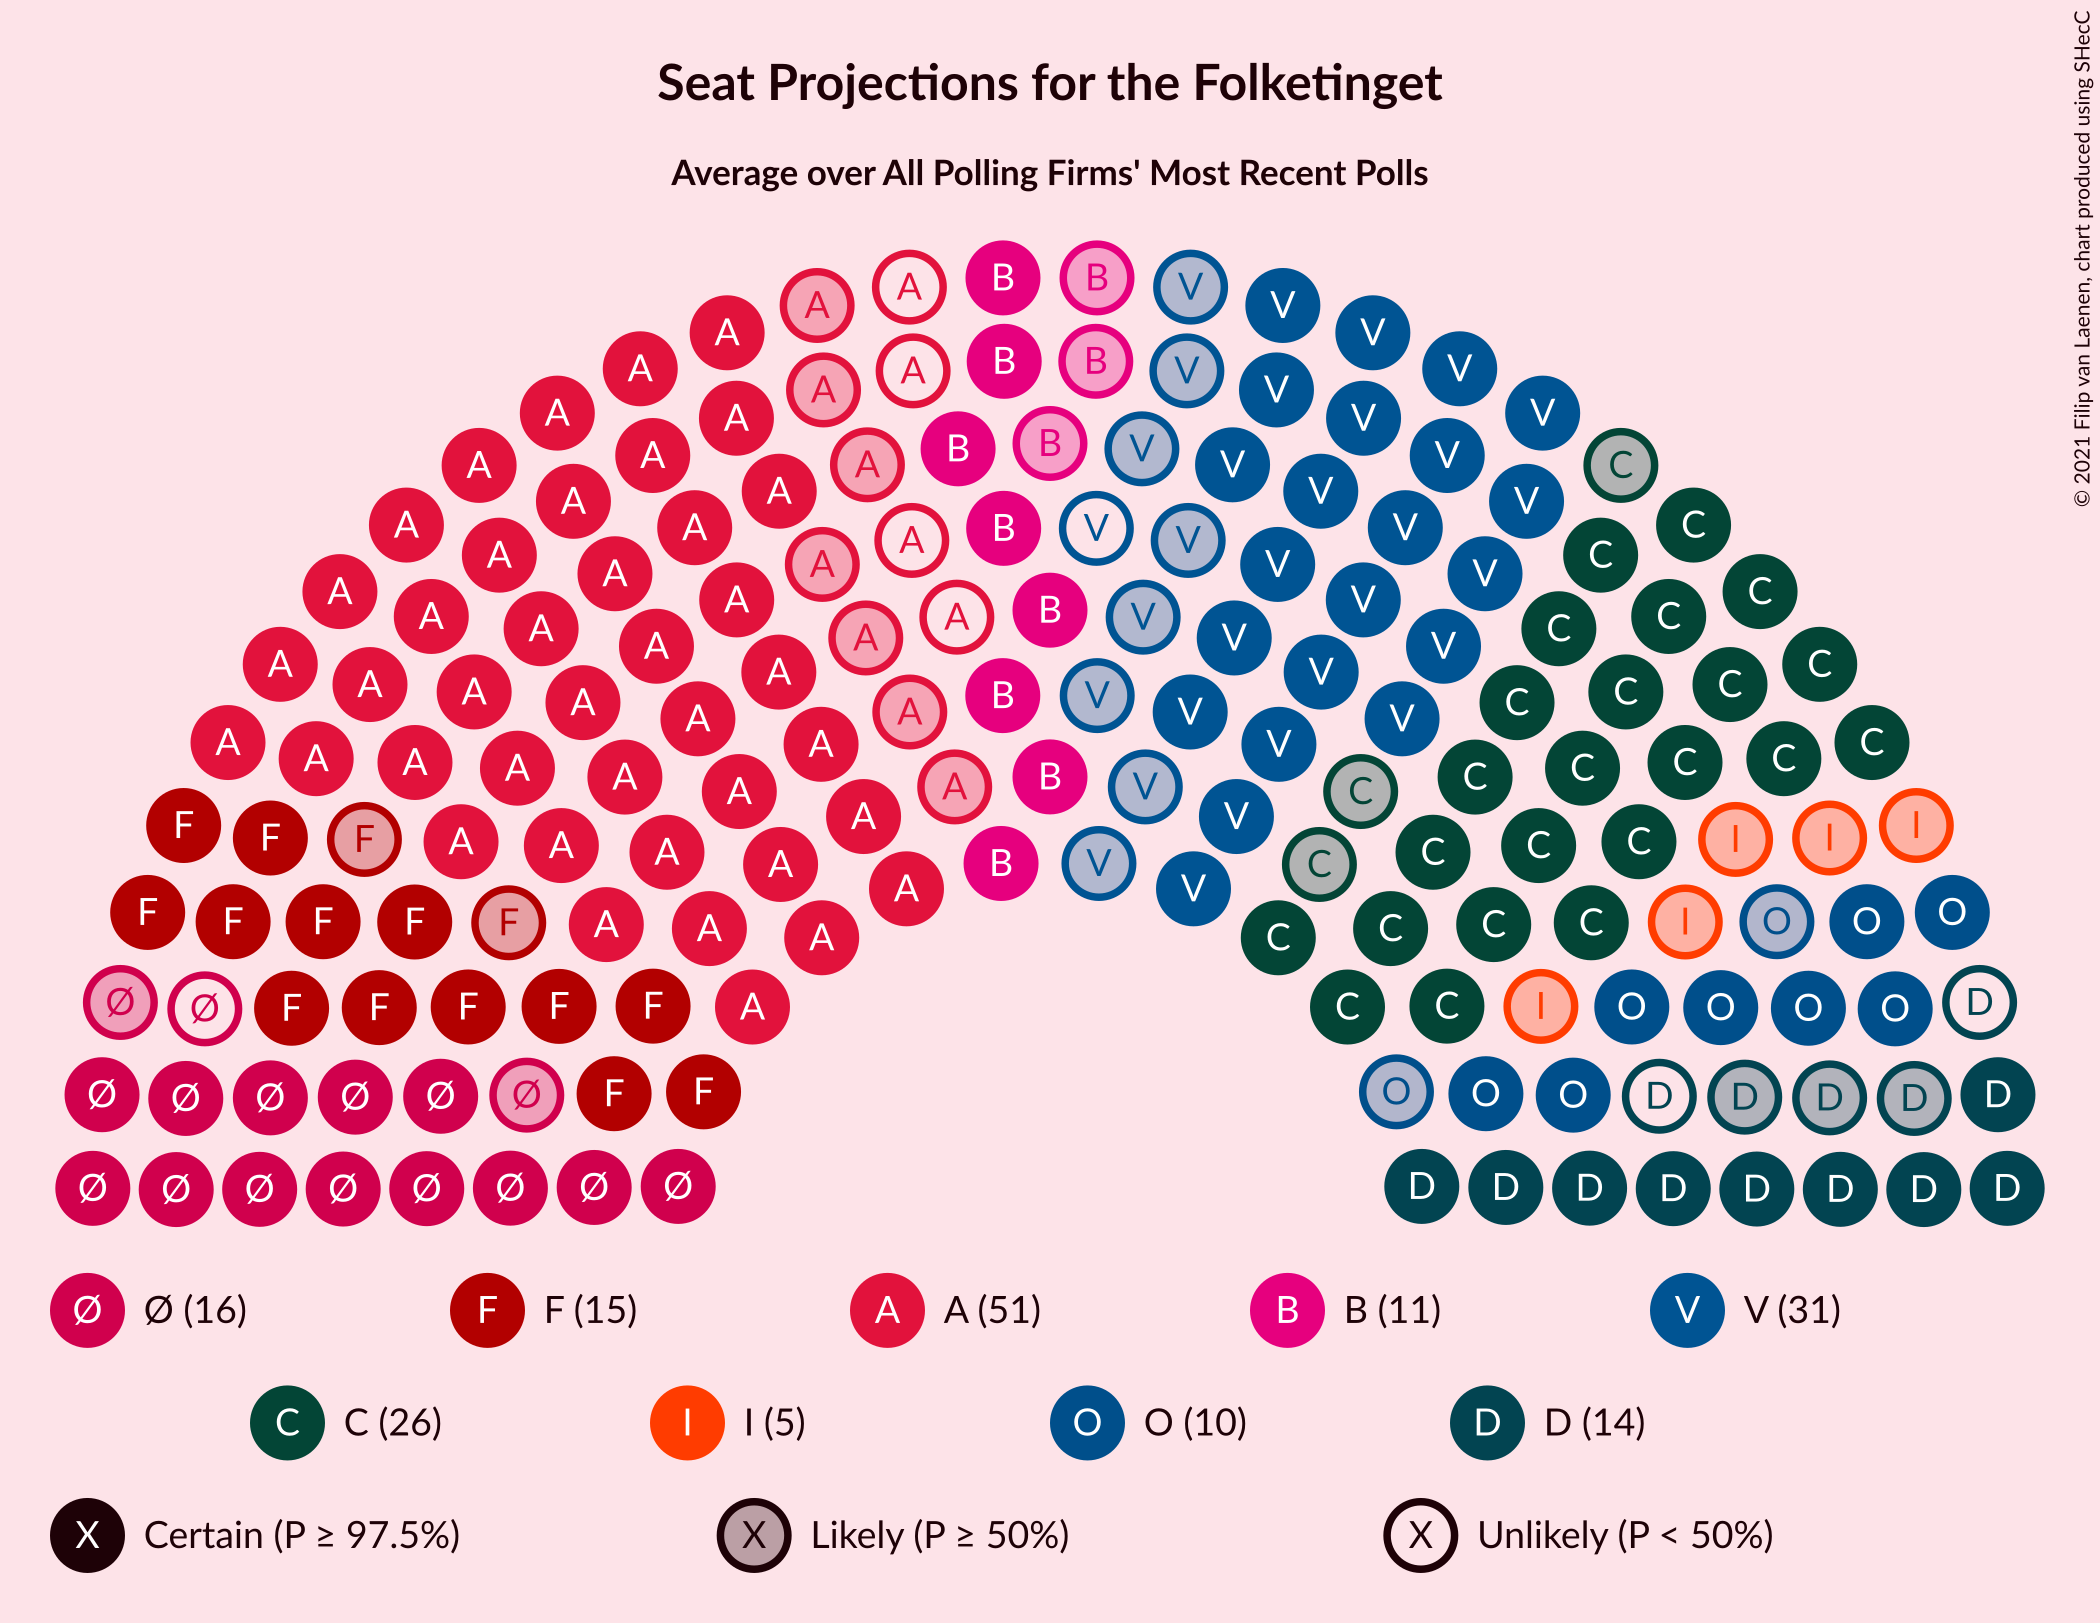 Seat Projections for the Folketinget
Average over All Polling Firms' Most Recent Polls
© 2021 Filip van Laenen, chart produced using SHecC
B B
A V
A V
A V
B B
A V
A V
A V
B
B
A V
A V
A V
A C
A V
A V
A V
A V
B V
A V
A C
A V
A C
A V
A V
A V
A C
A V
A C
A V
A B
A C
A V
A C
A V
A C
A V
A C
A V
A C
A C
A V
B V
A C
A V
A V
A V
A C
A C
A C
A C
A C
A B
A V
A C
A V
F I
F I
F I
A C
A C
A C
B V
A C
A V
F O
F O
F O
F I
F C
A C
A C
A C
Ø D
Ø O
F O
F O
F O
F O
F I
A C
C
Ø Ø Ø Ø Ø Ø F F O O O D D D D D
Ø Ø Ø Ø Ø Ø Ø Ø D D D D D D D D
Ø Ø (16) F F (15) A A (51) B B (11) V V (31)
C C (26) I I (5) O O (10) D D (14)
X Certain (P ≥ 97.5%) X Likely (P ≥ 50%) X Unlikely (P < 50%)